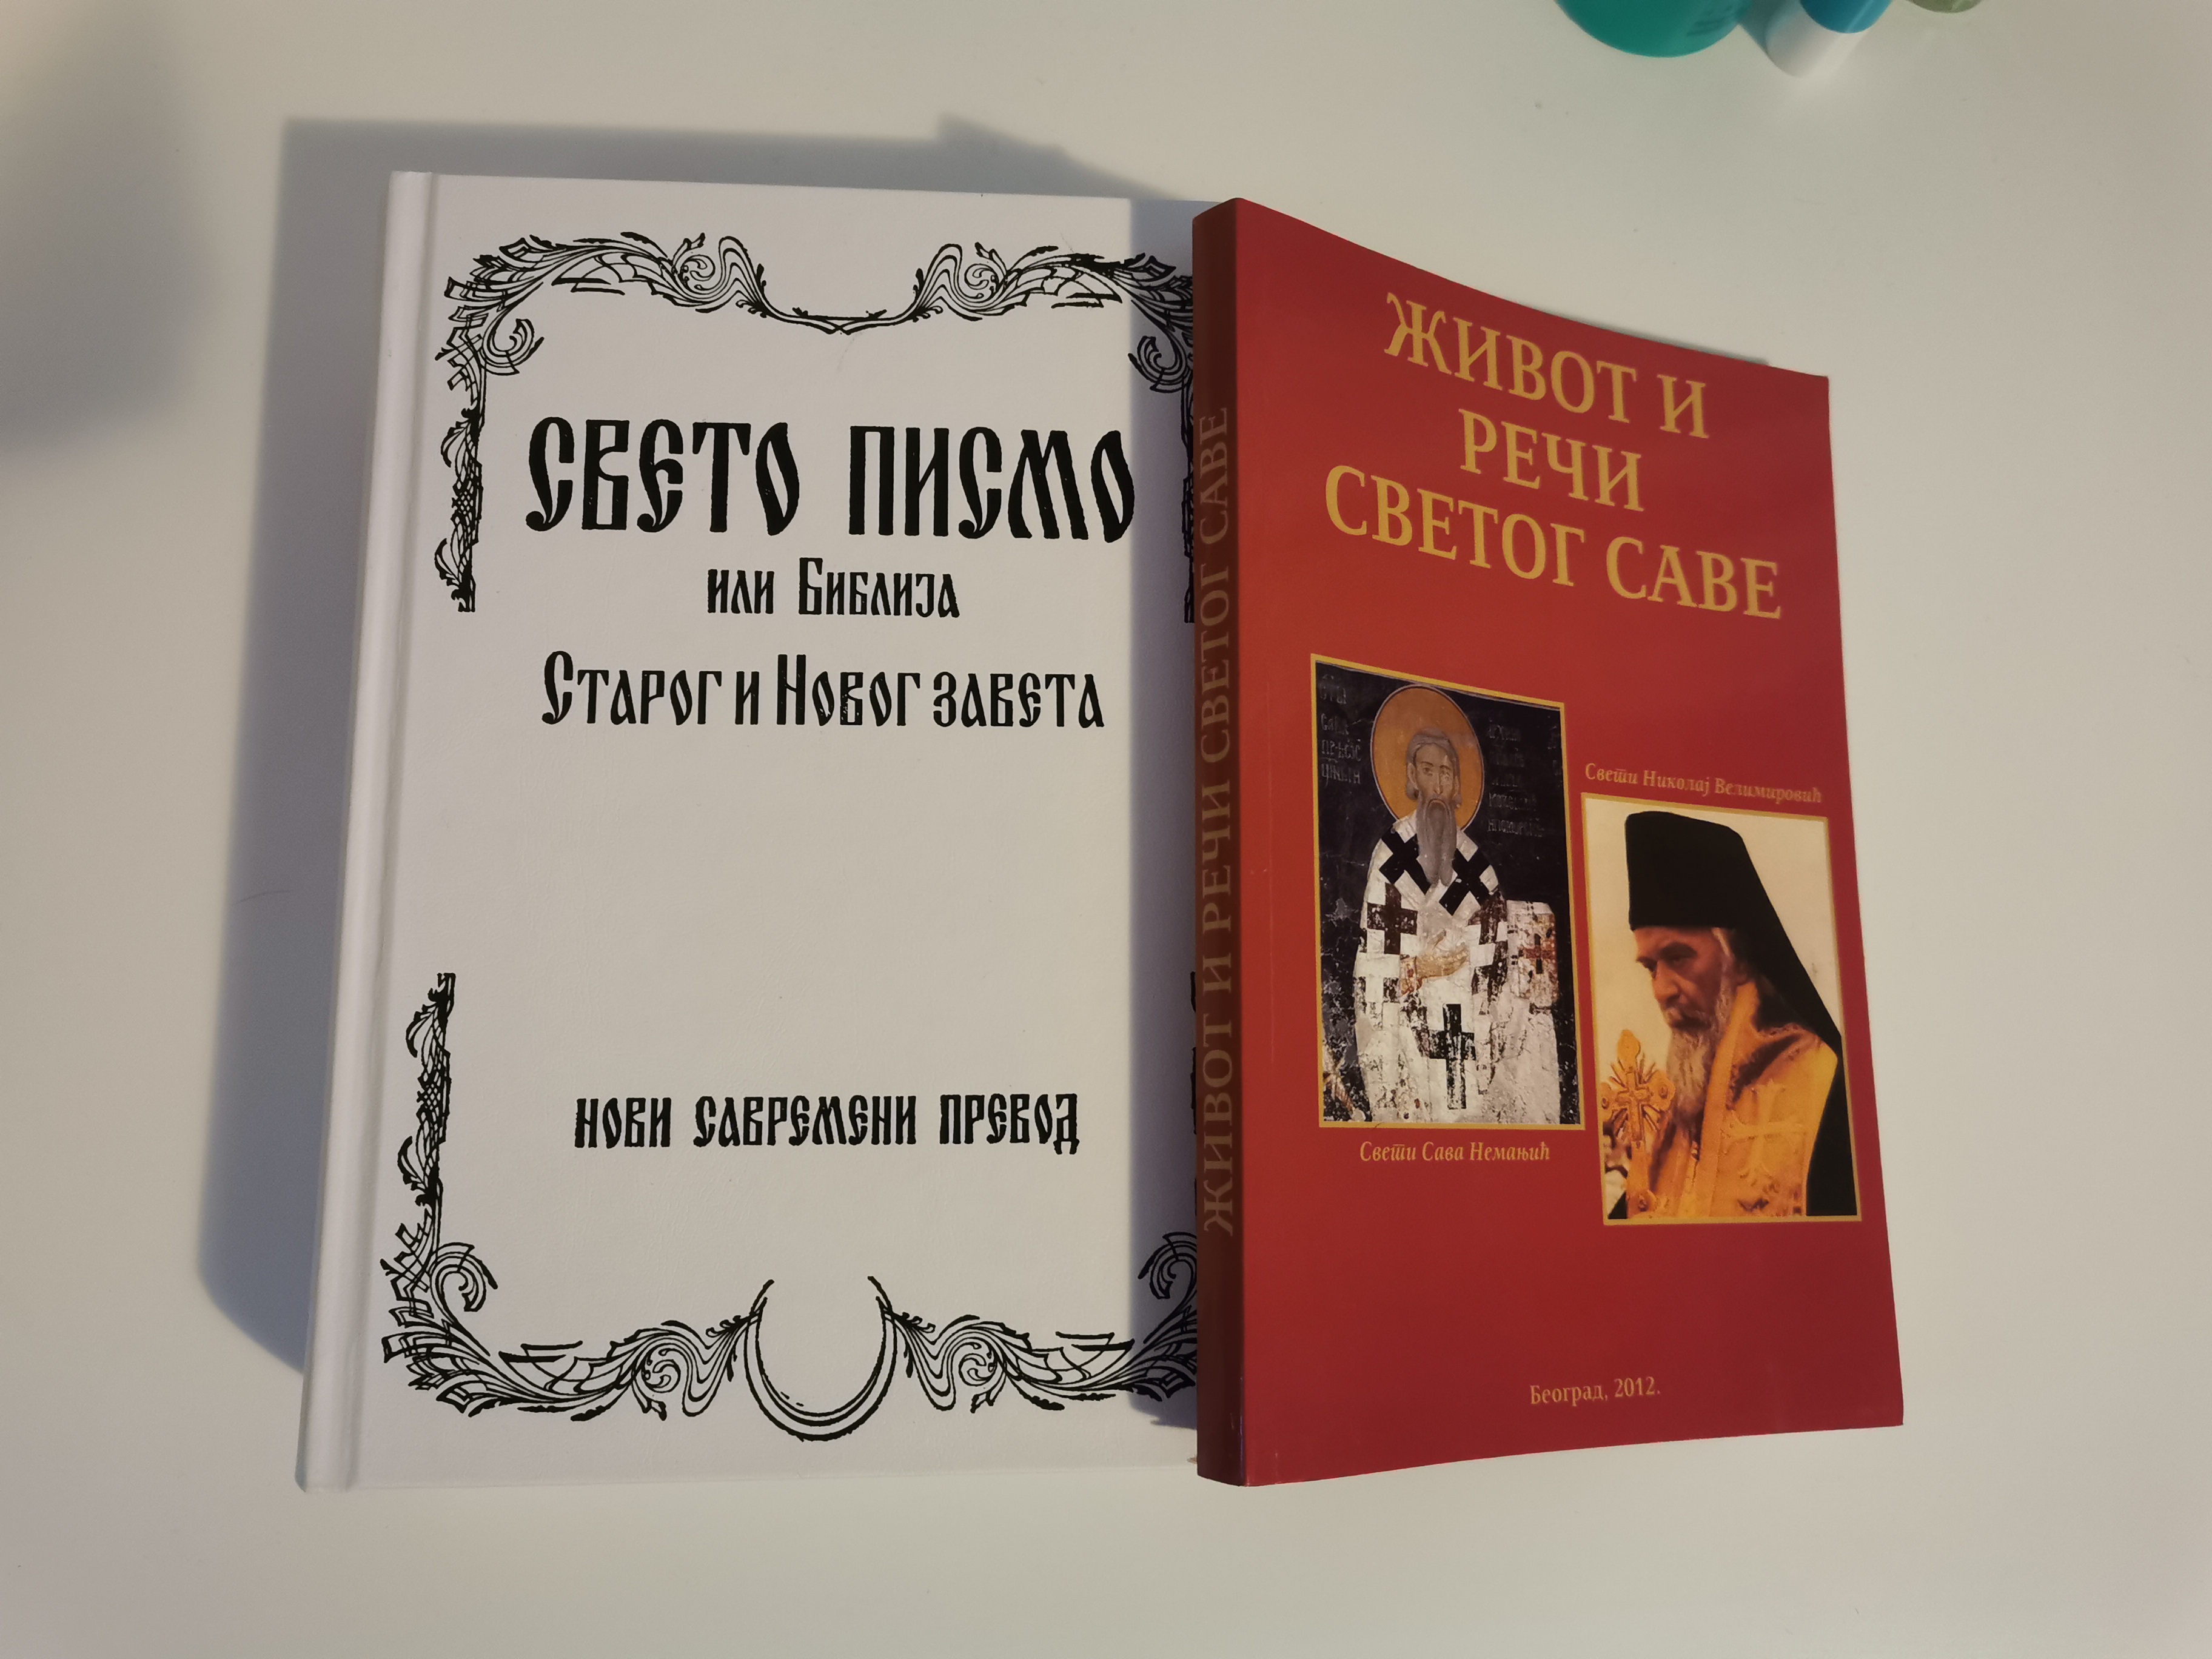 СВЕТО ПИСМО
или Библија
Старог и Новог завета
нови савремени превод
ЖИВОТ И РЕЧИ СВЕТОГ САВЕ
ЖИВОТ И
РЕЧИ
СВЕТОГ САВЕ
Свети Николај Велимировић
Свети Сава Немањић
Београд, 2012.